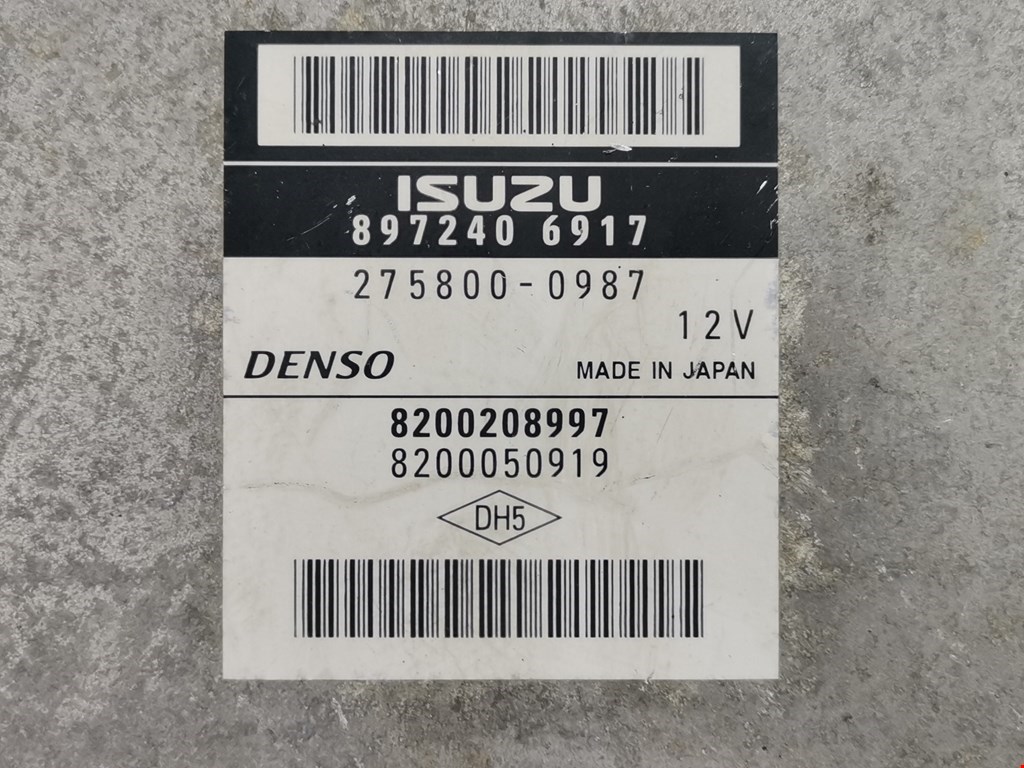 ISUZU
897240 6917
275800-0987
12V
DENSO MADE IN JAPAN
8200208997
8200050919
DH5